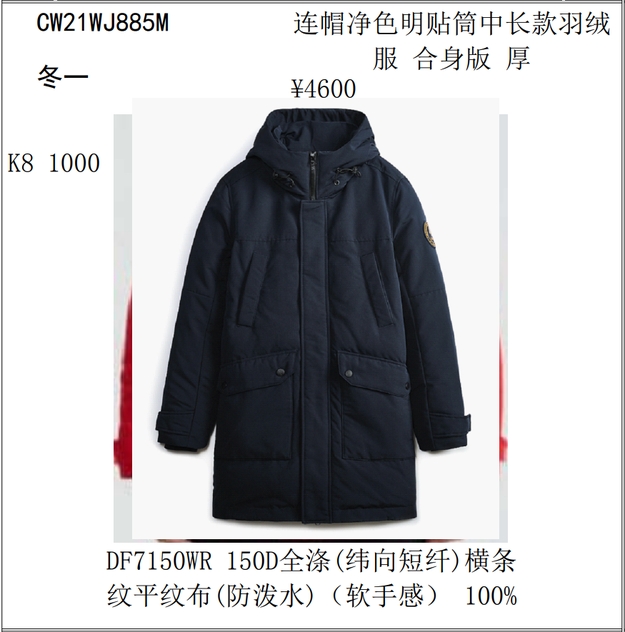 CW21WJ885M
连帽净色明贴筒中长款羽绒
服 合身版 厚
冬一
¥4600
K8 1000
DF7150WR 150D全涤(纬向短纤)横条
纹平纹布(防泼水)（软手感） 100%